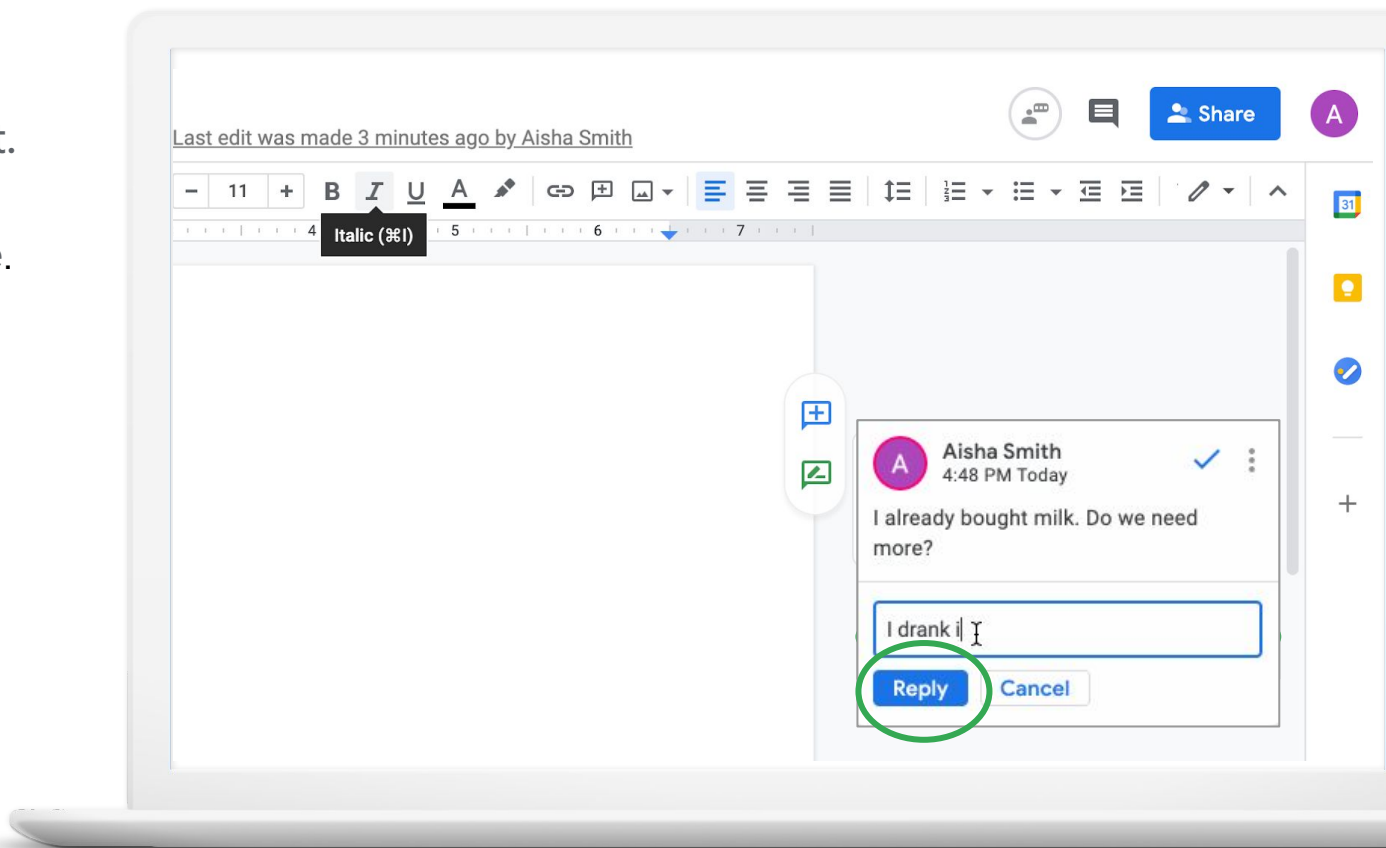 t.
e.
Share
A
Last edit was made 3 minutes ago by Aisha Smith
− 11 + B I U A
31
4 5 6 7
Italic (⌘I)
A
Aisha Smith
4:48 PM Today
I already bought milk. Do we need
more?
I drank i
Reply Cancel